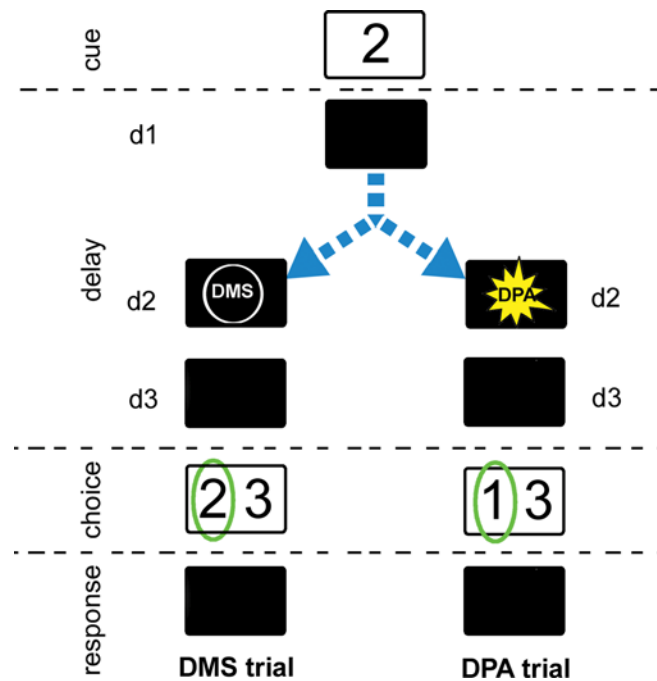 cue
2
d1
delay
DMS
DPA
d2
d2
d3
d3
choice
2 3
1 3
response
DMS trial
DPA trial